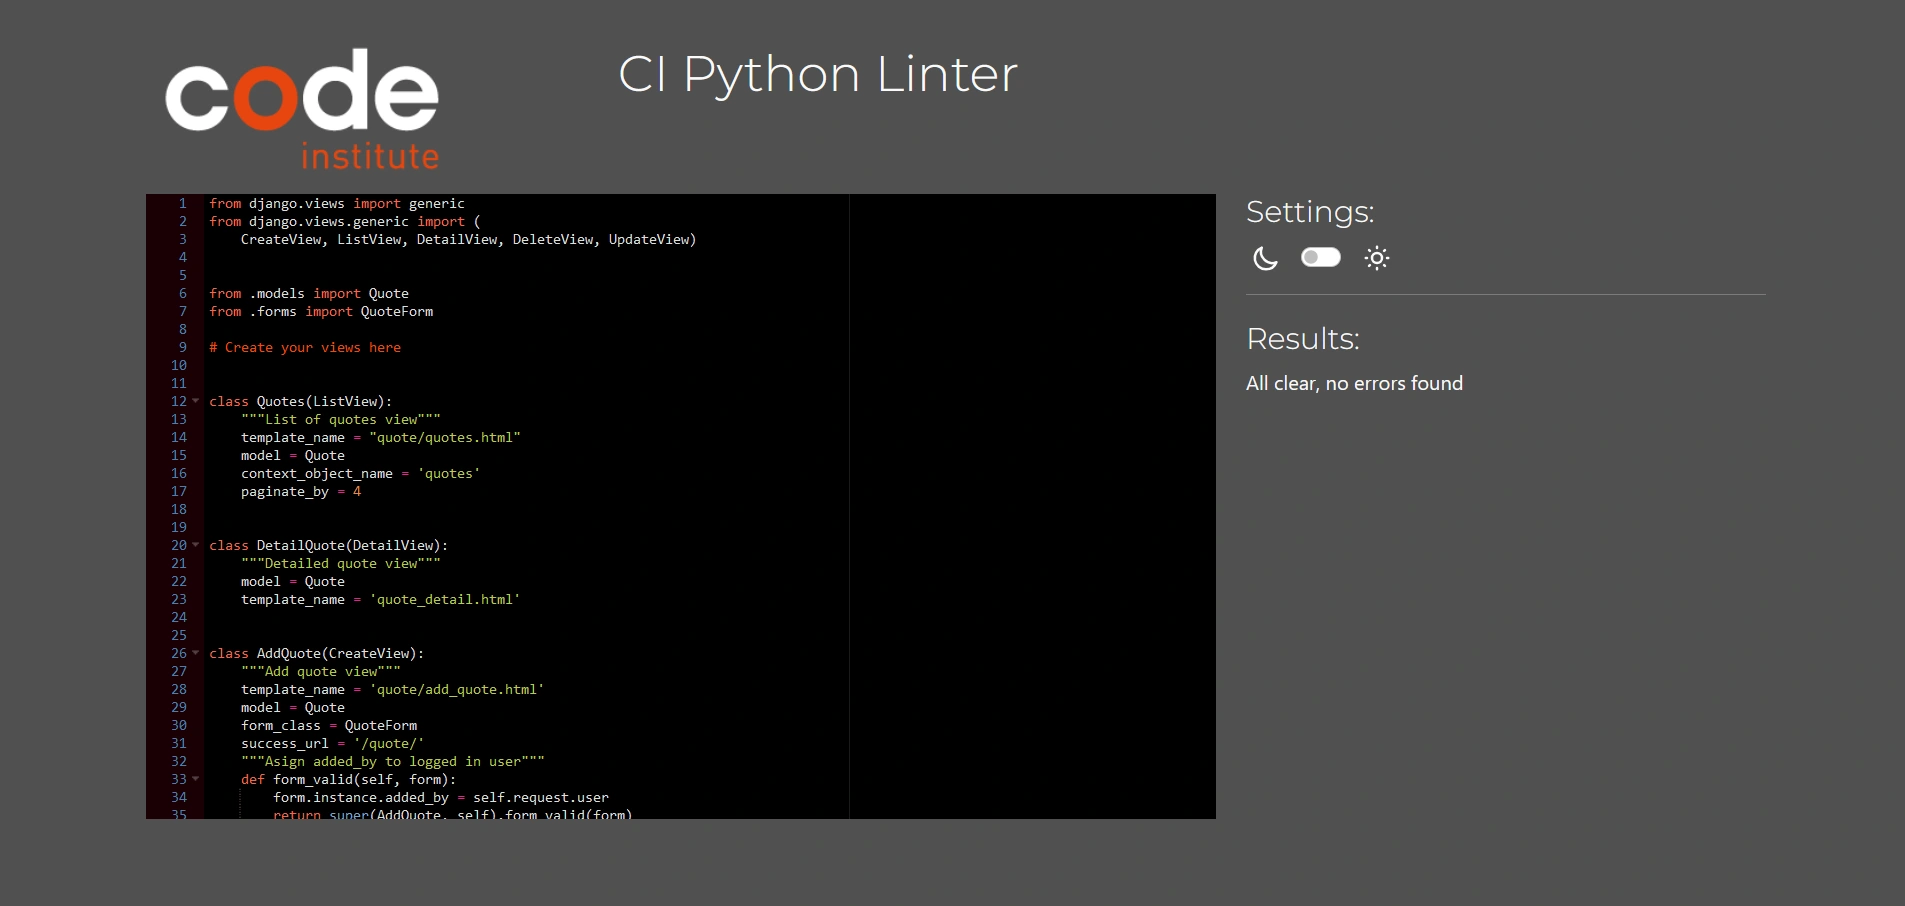 code
institute
CI Python Linter
1 from django.views import generic
2 from django.views.generic import (
3     CreateView, ListView, DetailView, DeleteView, UpdateView)
4
5
6 from .models import Quote
7 from .forms import QuoteForm
8
9 # Create your views here
10
11
12 class Quotes(ListView):
13     """List of quotes view"""
14     template_name = "quote/quotes.html"
15     model = Quote
16     context_object_name = 'quotes'
17     paginate_by = 4
18
19
20 class DetailQuote(DetailView):
21     """Detailed quote view"""
22     model = Quote
23     template_name = 'quote_detail.html'
24
25
26 class AddQuote(CreateView):
27     """Add quote view"""
28     template_name = 'quote/add_quote.html'
29     model = Quote
30     form_class = QuoteForm
31     success_url = '/quote/'
32     """Asign added_by to logged in user"""
33     def form_valid(self, form):
34         form.instance.added_by = self.request.user
35         return super(AddQuote, self).form_valid(form)
Settings:
Results:
All clear, no errors found